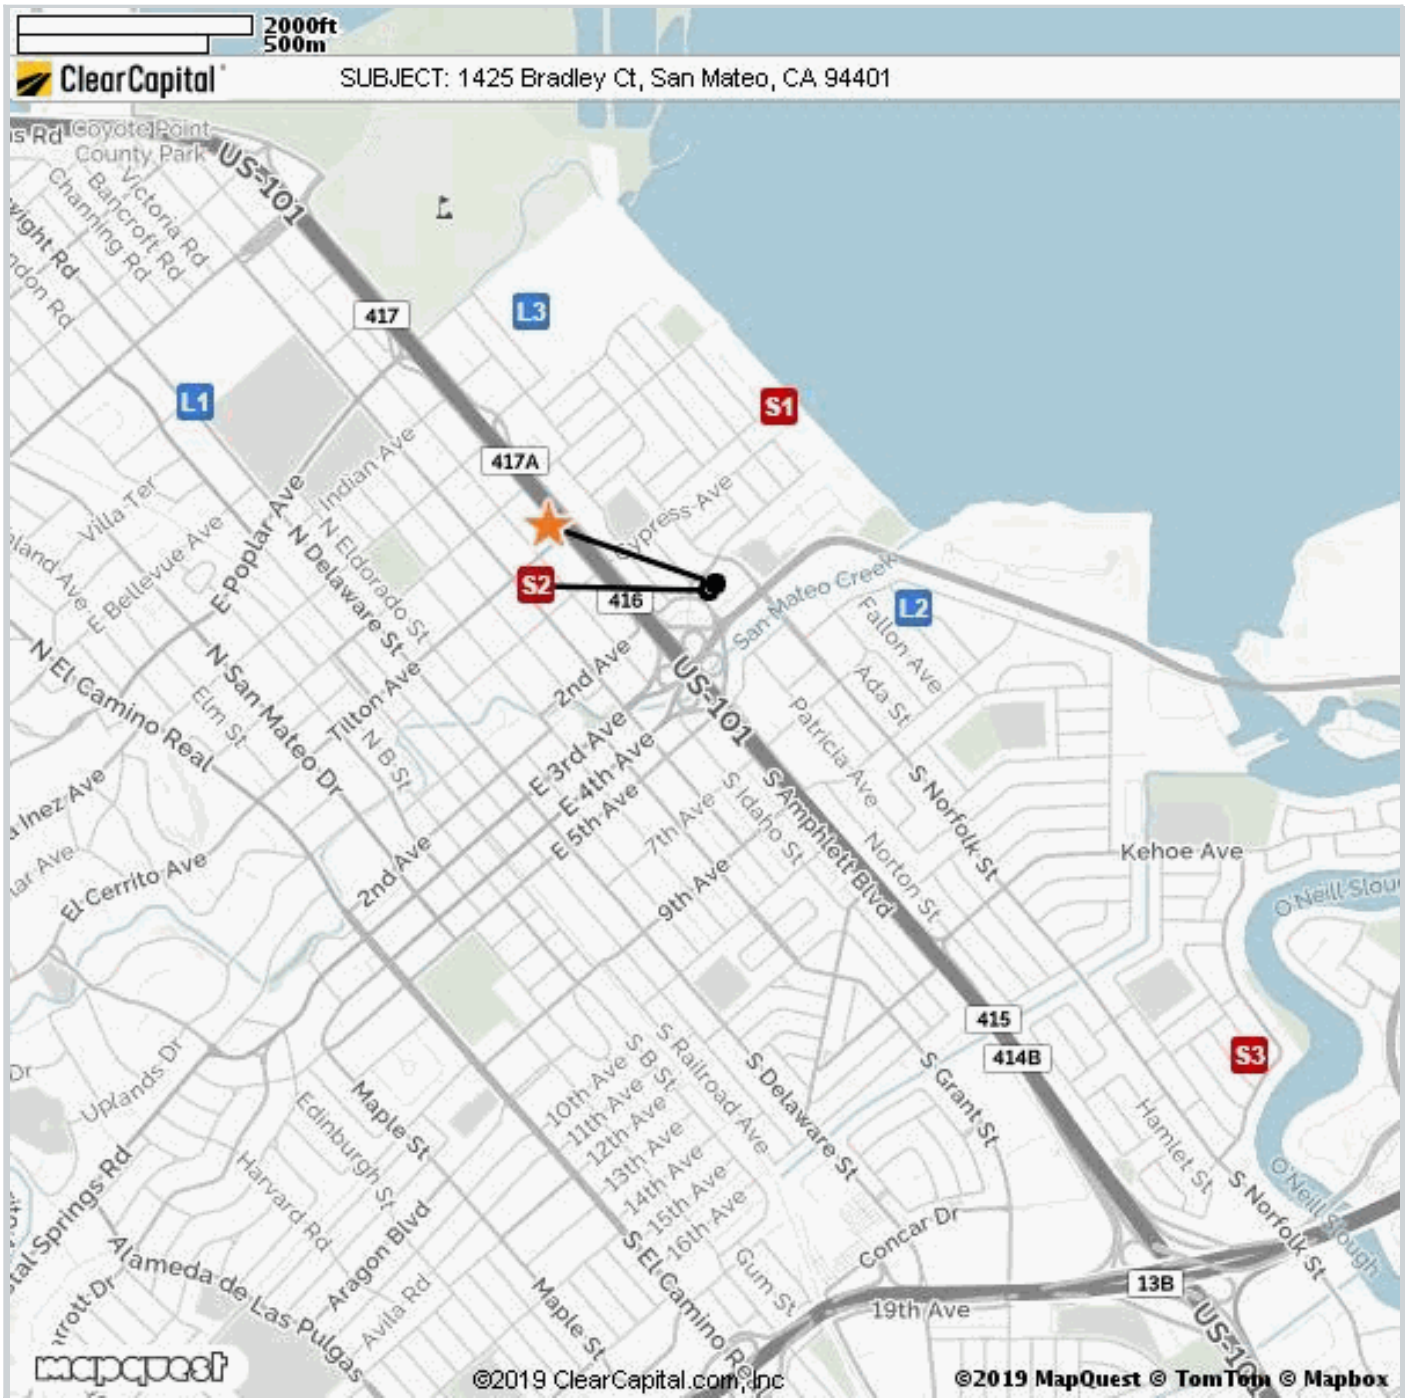 2000ft
500m
ClearCapital
SUBJECT: 1425 Bradley Ct, San Mateo, CA 94401
Coyote Point
County Park
US-101
Victoria Rd
Bancroft Rd
Channing Rd
417
L3
L1
S1
417A
Indian Ave
Villa Ter
E Poplar Ave
E Bellevue Ave
N Eldorado St
N Delaware St
Cypress Ave
S2
416
San Mateo Creek
L2
Fallon Ave
Ada St
2nd Ave
US-101
N El Camino Real
N San Mateo Dr
Elm St
Tilton Ave
N B St
E 3rd Ave
E 4th Ave
E 5th Ave
Patricia Ave
S Norfolk St
S Idaho St
S Amphlett Blvd
7th Ave
Norton St
Kehoe Ave
El Cerrito Ave
2nd Ave
9th Ave
O'Neill Slou
415
414B
S3
Uplands Dr
Maple St
Edinburgh St
Harvard Rd
Aragon Blvd
Avila Rd
Alameda de Las Pulgas
10th Ave
11th Ave
12th Ave
13th Ave
14th Ave
15th Ave
16th Ave
S B St
S Railroad Ave
S Delaware St
S Grant St
Hamlet St
S Norfolk St
O'Neill Slough
Concar Dr
Gum St
Maple St
S El Camino Re
13B
19th Ave
US-10
mapquest
©2019 ClearCapital.com, Inc
©2019 MapQuest © TomTom © Mapbox